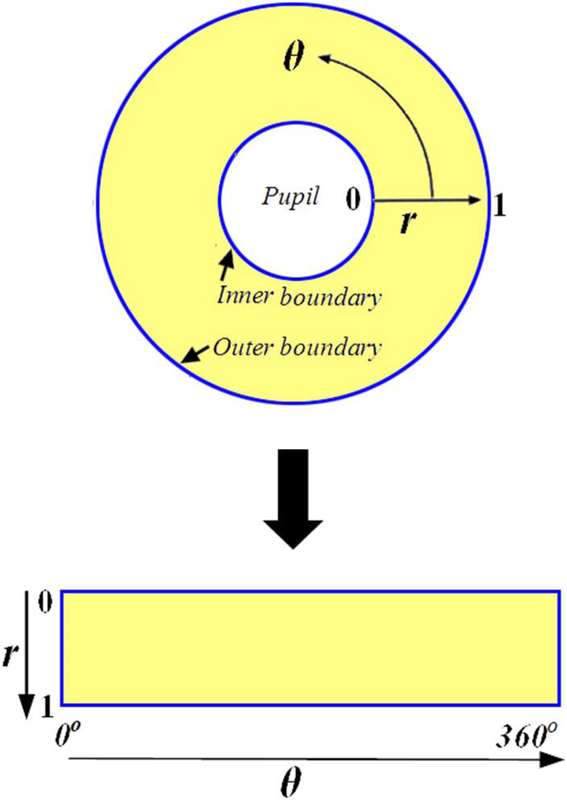 θ
Pupil 0 1
r
Inner boundary
Outer boundary
0
r
1
0° 360°
θ